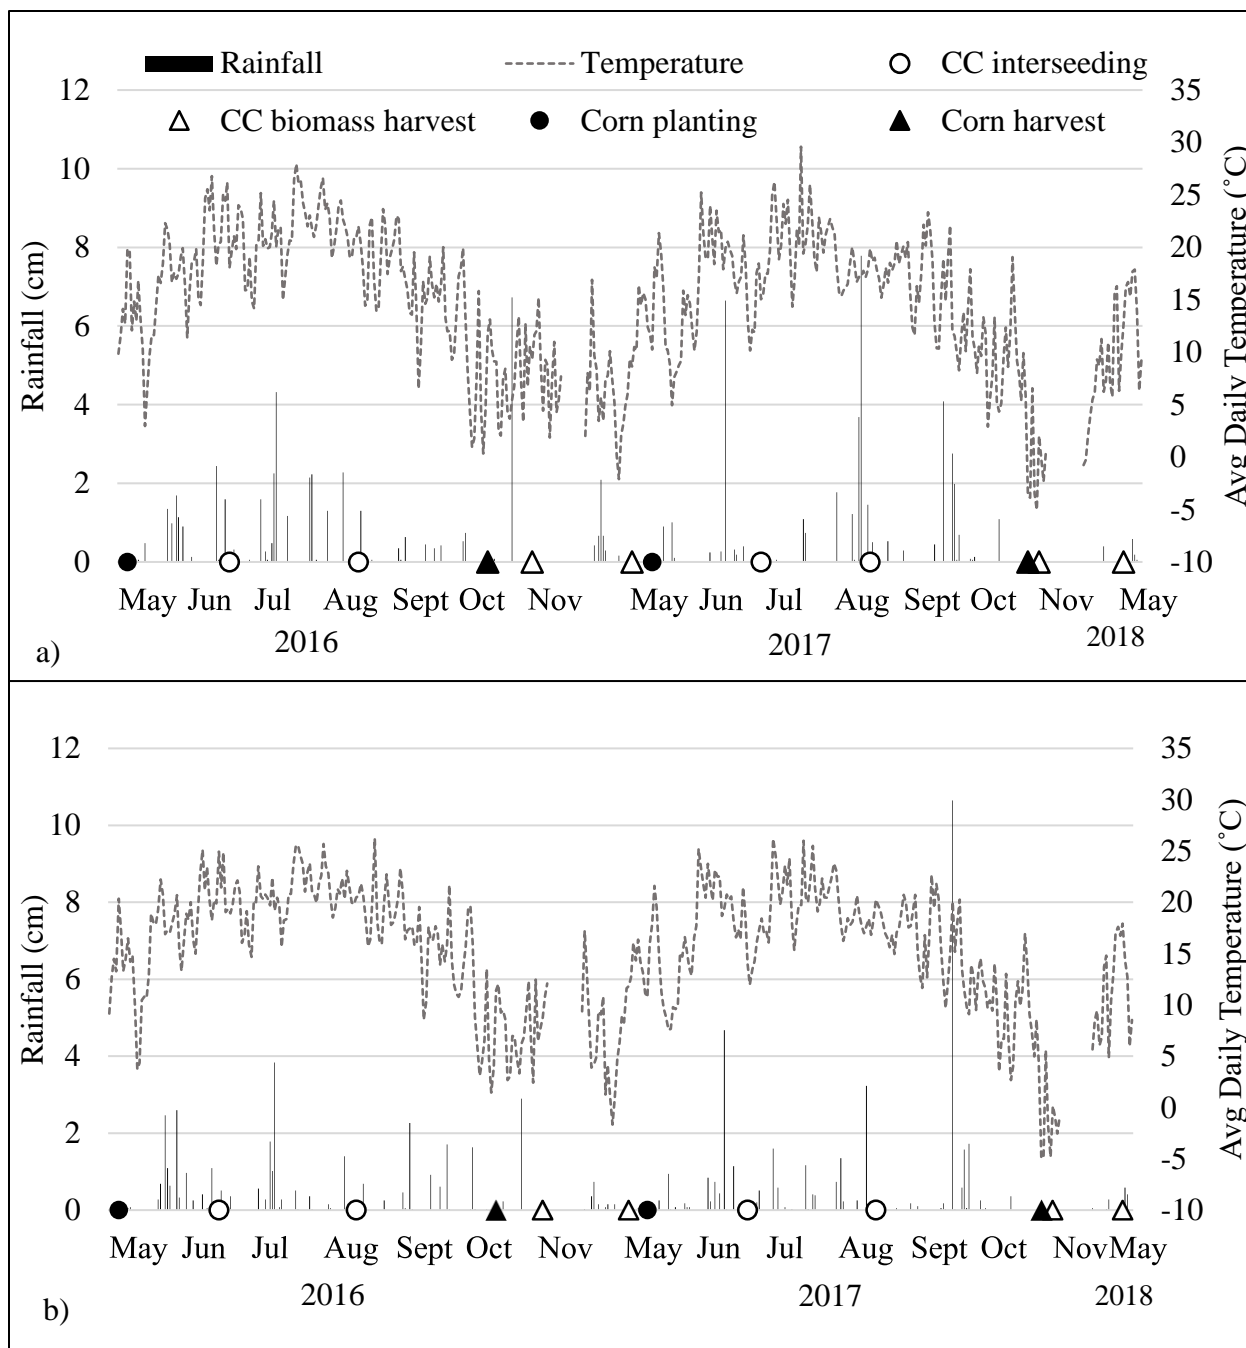 Rainfall Temperature CC interseeding
CC biomass harvest Corn planting Corn harvest
12 35
30
10
25
8 20
15
6
10
4 5
0
2
-5
0 -10
Rainfall (cm)
Avg Daily Temperature (˚C)
May Jun Jul Aug Sept Oct Nov May Jun Jul Aug Sept Oct Nov May
2016 2017 2018
a)
12 35
30
10
25
8 20
15
6
10
4 5
0
2
-5
0 -10
Rainfall (cm)
Avg Daily Temperature (˚C)
May Jun Jul Aug Sept Oct Nov May Jun Jul Aug Sept Oct Nov May
2016 2017 2018
b)